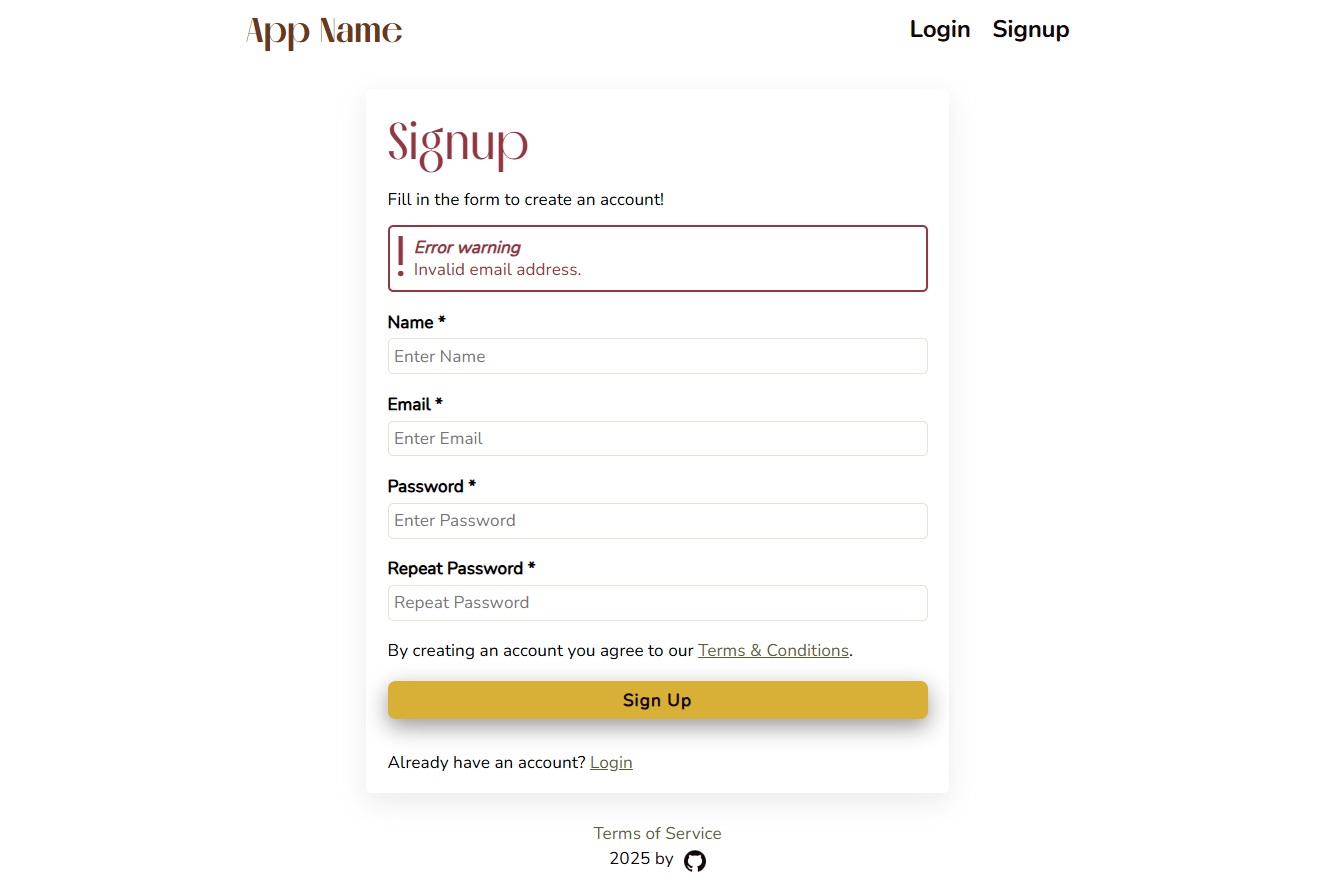 App Name
Login Signup
Signup
Fill in the form to create an account!
Error warning
Invalid email address.
Name *
Enter Name
Email *
Enter Email
Password *
Enter Password
Repeat Password *
Repeat Password
By creating an account you agree to our Terms & Conditions.
Sign Up
Already have an account? Login
Terms of Service
2025 by